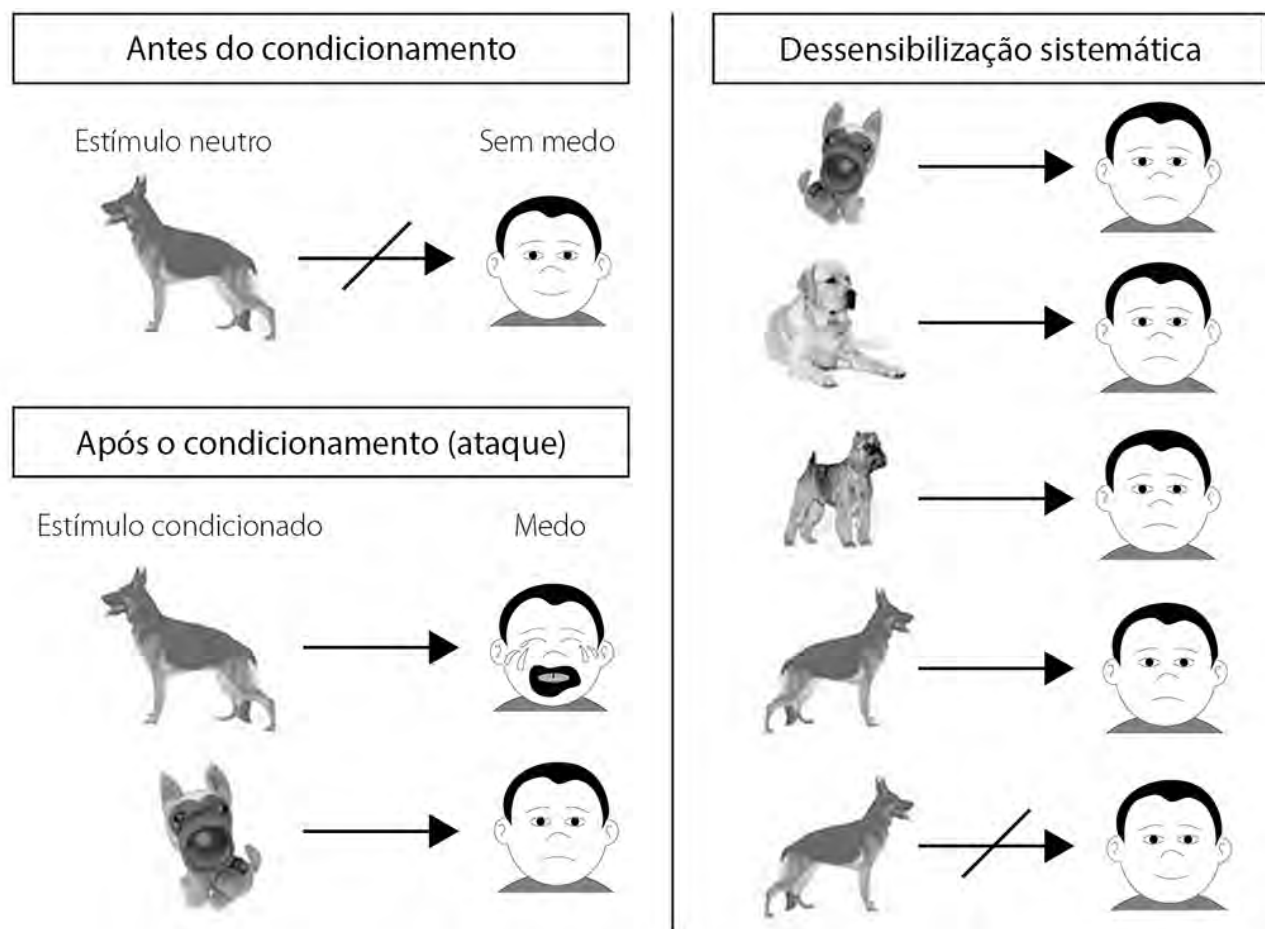 Antes do condicionamento
Estímulo neutro
Sem medo
Após o condicionamento (ataque)
Estímulo condicionado
Medo
Dessensibilização sistemática